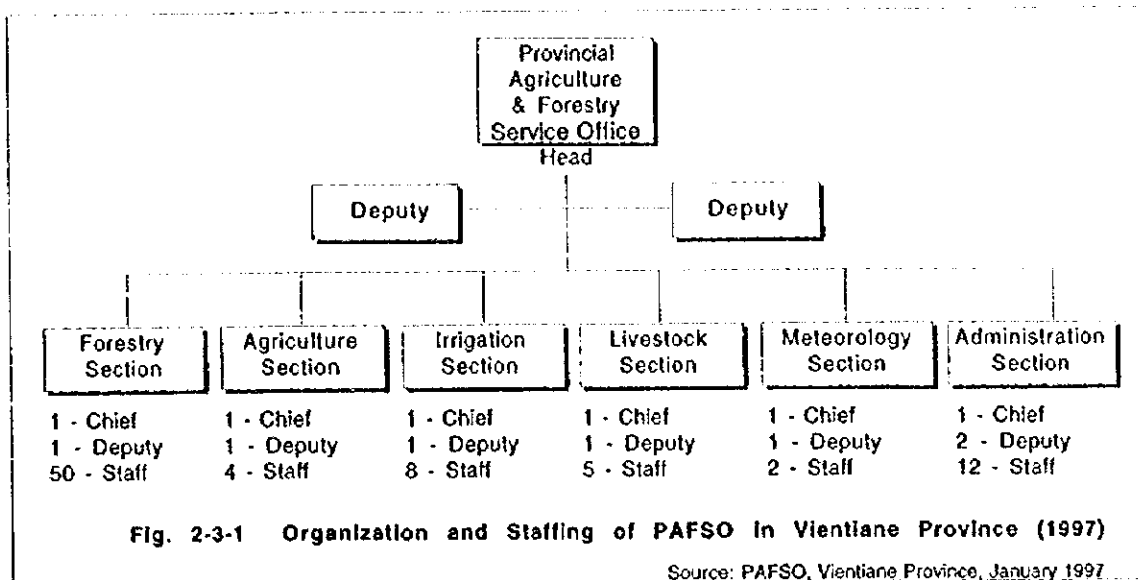 Provincial
Agriculture
& Forestry
Service Office
Head
Deputy
Deputy
Forestry
Section
1 - Chief
1 - Deputy
50 - Staff
Agriculture
Section
1 - Chief
1 - Deputy
4 - Staff
Irrigation
Section
1 - Chief
1 - Deputy
8 - Staff
Livestock
Section
1 - Chief
1 - Deputy
5 - Staff
Meteorology
Section
1 - Chief
1 - Deputy
2 - Staff
Administration
Section
1 - Chief
2 - Deputy
12 - Staff
Fig. 2-3-1 Organization and Staffing of PAFSO in Vientiane Province (1997)
Source: PAFSO, Vientiane Province, January 1997